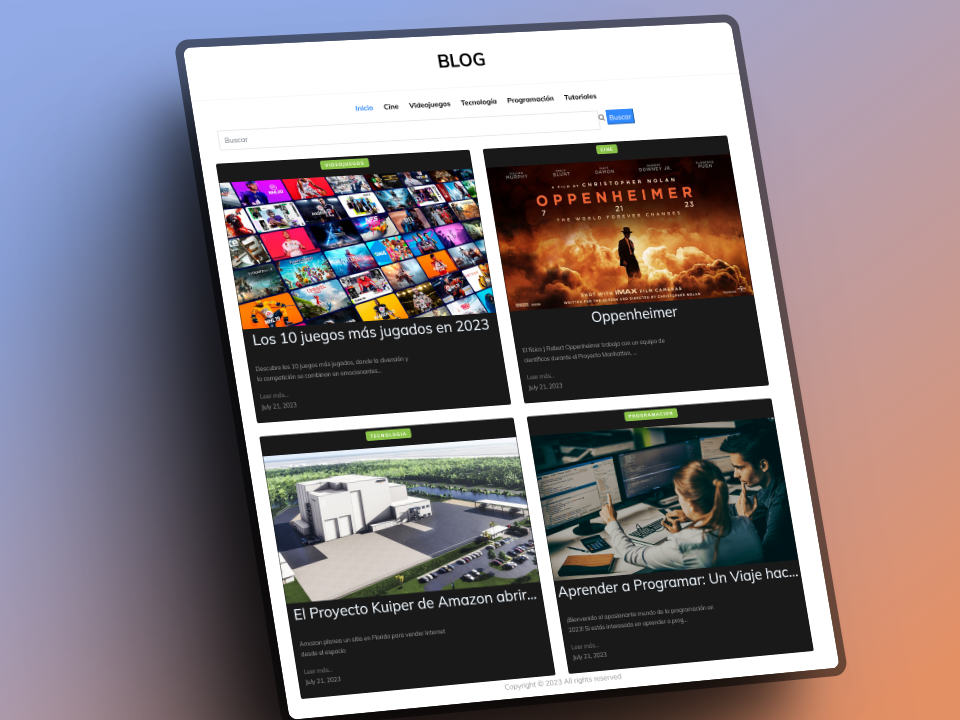 BLOG
Inicio Cine Videojuegos Tecnología Programación Tutoriales
Buscar
Buscar
VIDEOJUEGOS
Los 10 juegos más jugados en 2023
Descubre los 10 juegos más jugados, donde la diversión y
la competición se combinan en emocionantes...
Leer más...
July 21, 2023
CINE
MURPHY BLUNT DAMON DOWNEY JR. PUGH
A FILM BY CHRISTOPHER NOLAN
OPPENHEIMER
7 21 23
THE WORLD FOREVER CHANGES
SHOT WITH IMAX FILM CAMERAS
WRITTEN FOR THE SCREEN AND DIRECTED BY CHRISTOPHER NOLAN
Oppenheimer
El físico J Robert Oppenheimer trabaja con un equipo de
científicos durante el Proyecto Manhattan, ...
Leer más...
July 21, 2023
TECNOLOGÍA
El Proyecto Kuiper de Amazon abrir...
Amazon planea un sitio en Florida para vender Internet
desde el espacio
Leer más...
July 21, 2023
PROGRAMACIÓN
Aprender a Programar: Un Viaje hac...
¡Bienvenido al apasionante mundo de la programación en
2023! Si estás interesado en aprender a prog...
Leer más...
July 21, 2023
Copyright © 2023 All rights reserved